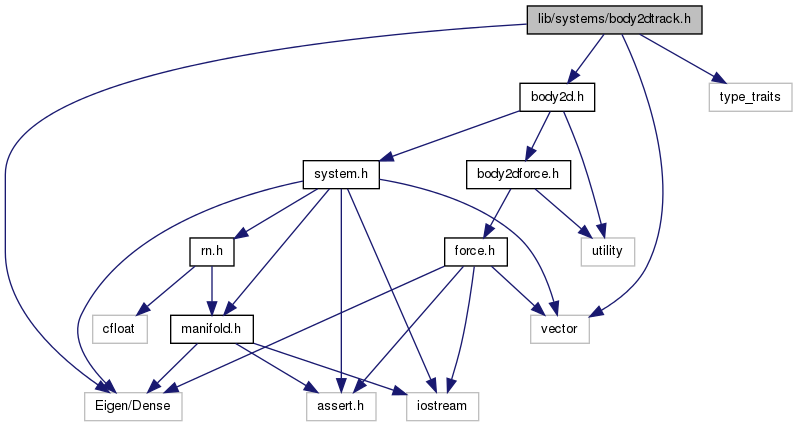 lib/systems/body2dtrack.h
body2d.h
type_traits
system.h
body2dforce.h
rn.h
force.h
utility
cfloat
manifold.h
vector
Eigen/Dense
assert.h
iostream